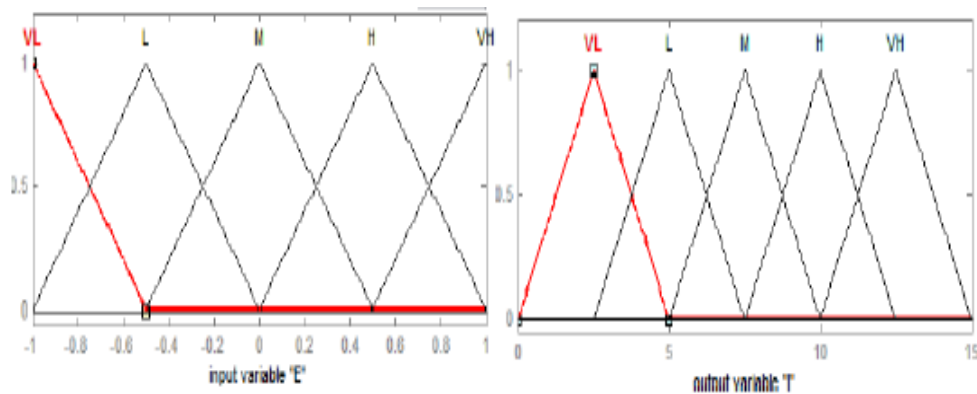 VL L M H VH
1
0.5
0
-1 -0.8 -0.6 -0.4 -0.2 0 0.2 0.4 0.6 0.8 1
input variable "E"
VL L M H VH
1
0.5
0
0 5 10 15
output variable "I"